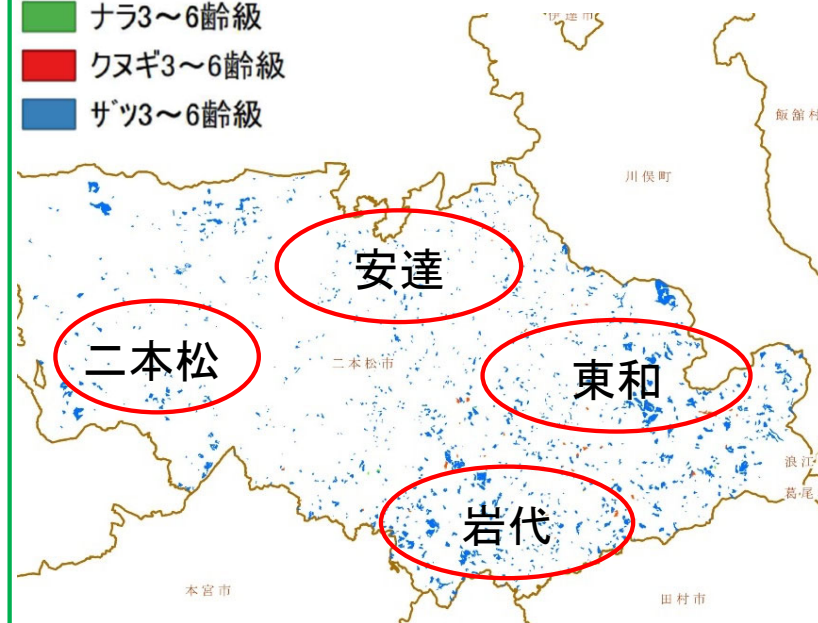 ナラ3~6齢級
クヌギ3~6齢級
ザツ3~6齢級
伊達市
飯舘村
川俣町
安達
二本松
二本松市
東和
浪江
葛尾
岩代
本宮市
田村市